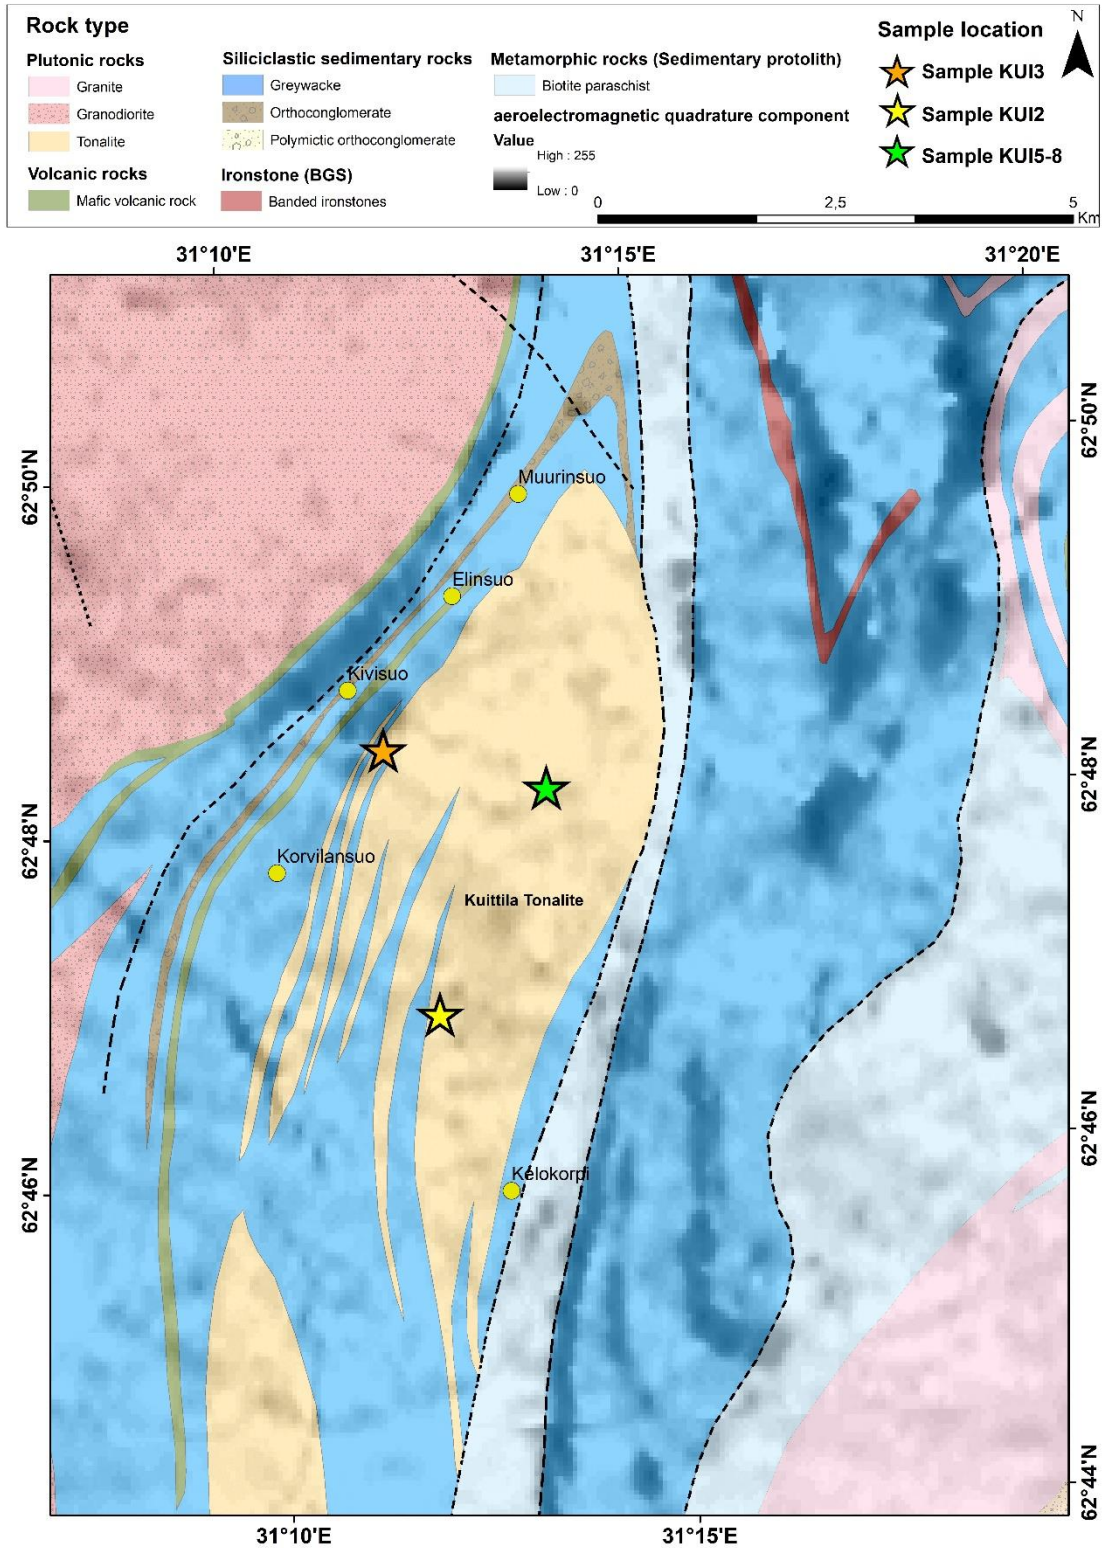 Rock type
Plutonic rocks
Granite
Granodiorite
Tonalite
Volcanic rocks
Mafic volcanic rock
Siliciclastic sedimentary rocks
Greywacke
Orthoconglomerate
Polymictic orthoconglomerate
Ironstone (BGS)
Banded ironstones
Metamorphic rocks (Sedimentary protolith)
Biotite paraschist
aeroelectromagnetic quadrature component
Value
High : 255
Low : 0
Sample location
Sample KUI3
Sample KUI2
Sample KUI5-8
N
0 2,5 5
Km
31°10'E 31°15'E 31°20'E
62°50'N
62°50'N
Muurinsuo
Elinsuo
Kivisuo
62°48'N
62°48'N
Korvilansuo
Kuittila Tonalite
62°46'N
62°46'N
Kelokorpi
62°44'N
31°10'E 31°15'E